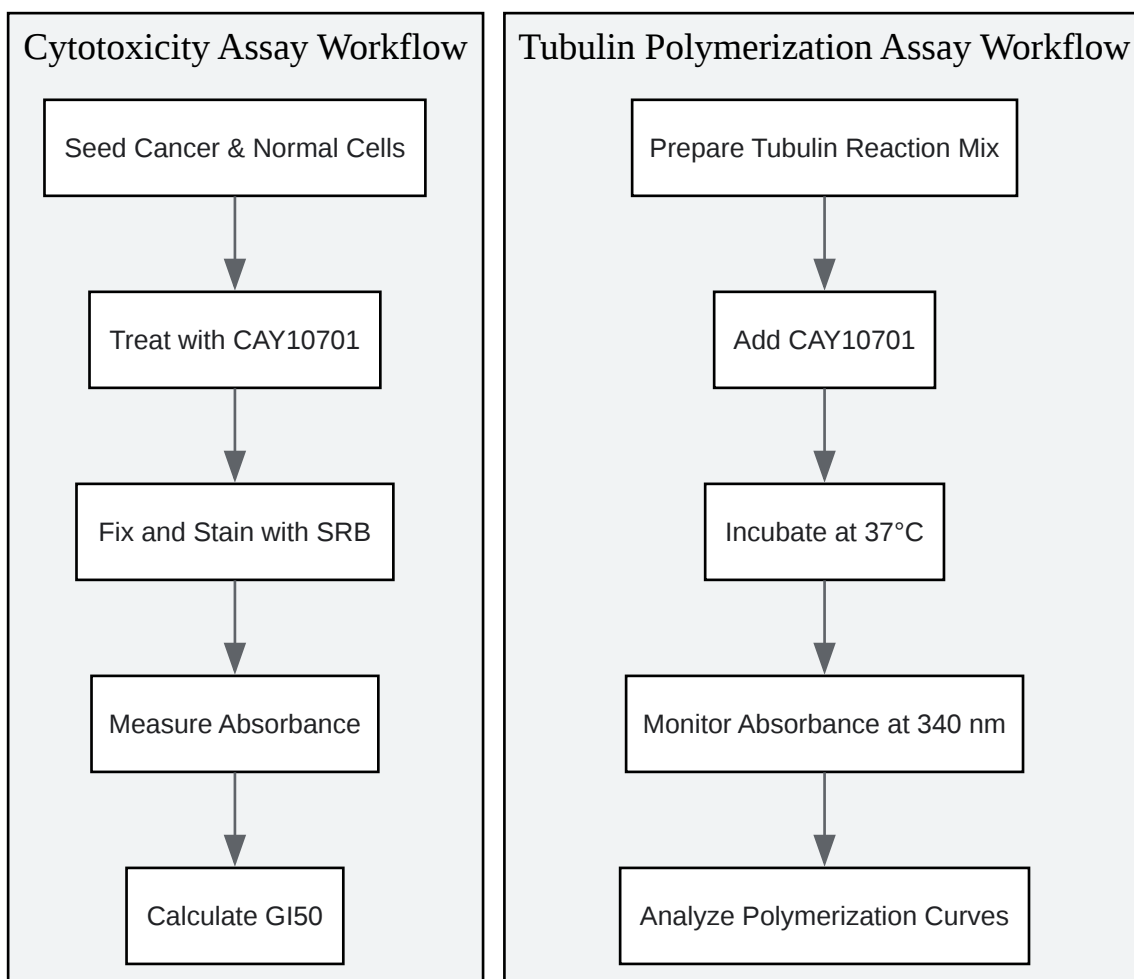 Cytotoxicity Assay Workflow
Seed Cancer & Normal Cells
Treat with CAY10701
Fix and Stain with SRB
Measure Absorbance
Calculate GI50
Tubulin Polymerization Assay Workflow
Prepare Tubulin Reaction Mix
Add CAY10701
Incubate at 37°C
Monitor Absorbance at 340 nm
Analyze Polymerization Curves